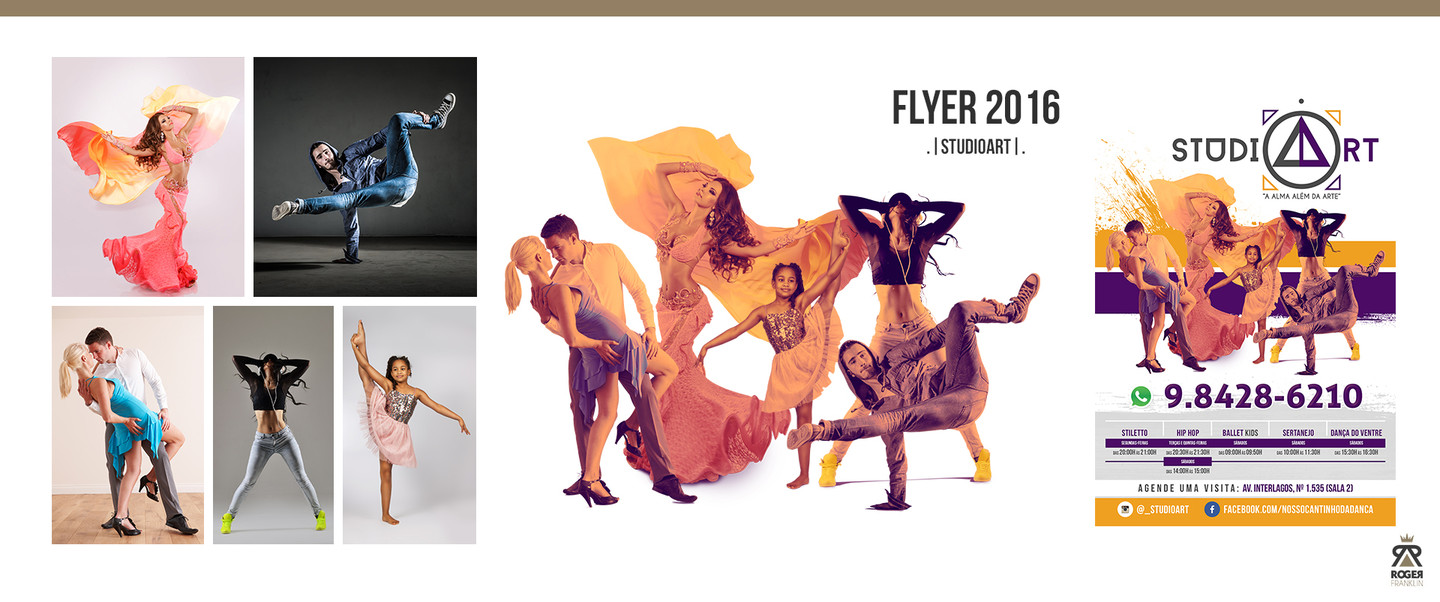 FLYER 2016
. | STUDIOART | .
STUDIART
"A ALMA ALÉM DA ARTE"
9.8428-6210
STILETTO HIP HOP BALLET KIDS SERTANEJO DANÇA DO VENTRE
SEGUNDAS-FEIRAS TERÇAS E QUINTAS-FEIRAS SÁBADOS SÁBADOS SÁBADOS
DAS 20:00H ÀS 21:00H DAS 20:30H ÀS 21:30H DAS 09:00H ÀS 09:50H DAS 10:00H ÀS 11:30H DAS 15:30H ÀS 16:30H
SÁBADOS
DAS 14:00H ÀS 15:00H
AGENDE UMA VISITA: AV. INTERLAGOS, Nº 1.535 (SALA 2)
@_STUDIOART FACEBOOK.COM/NOSSOCANTINHODADANCA
ROGER
FRANKLIN